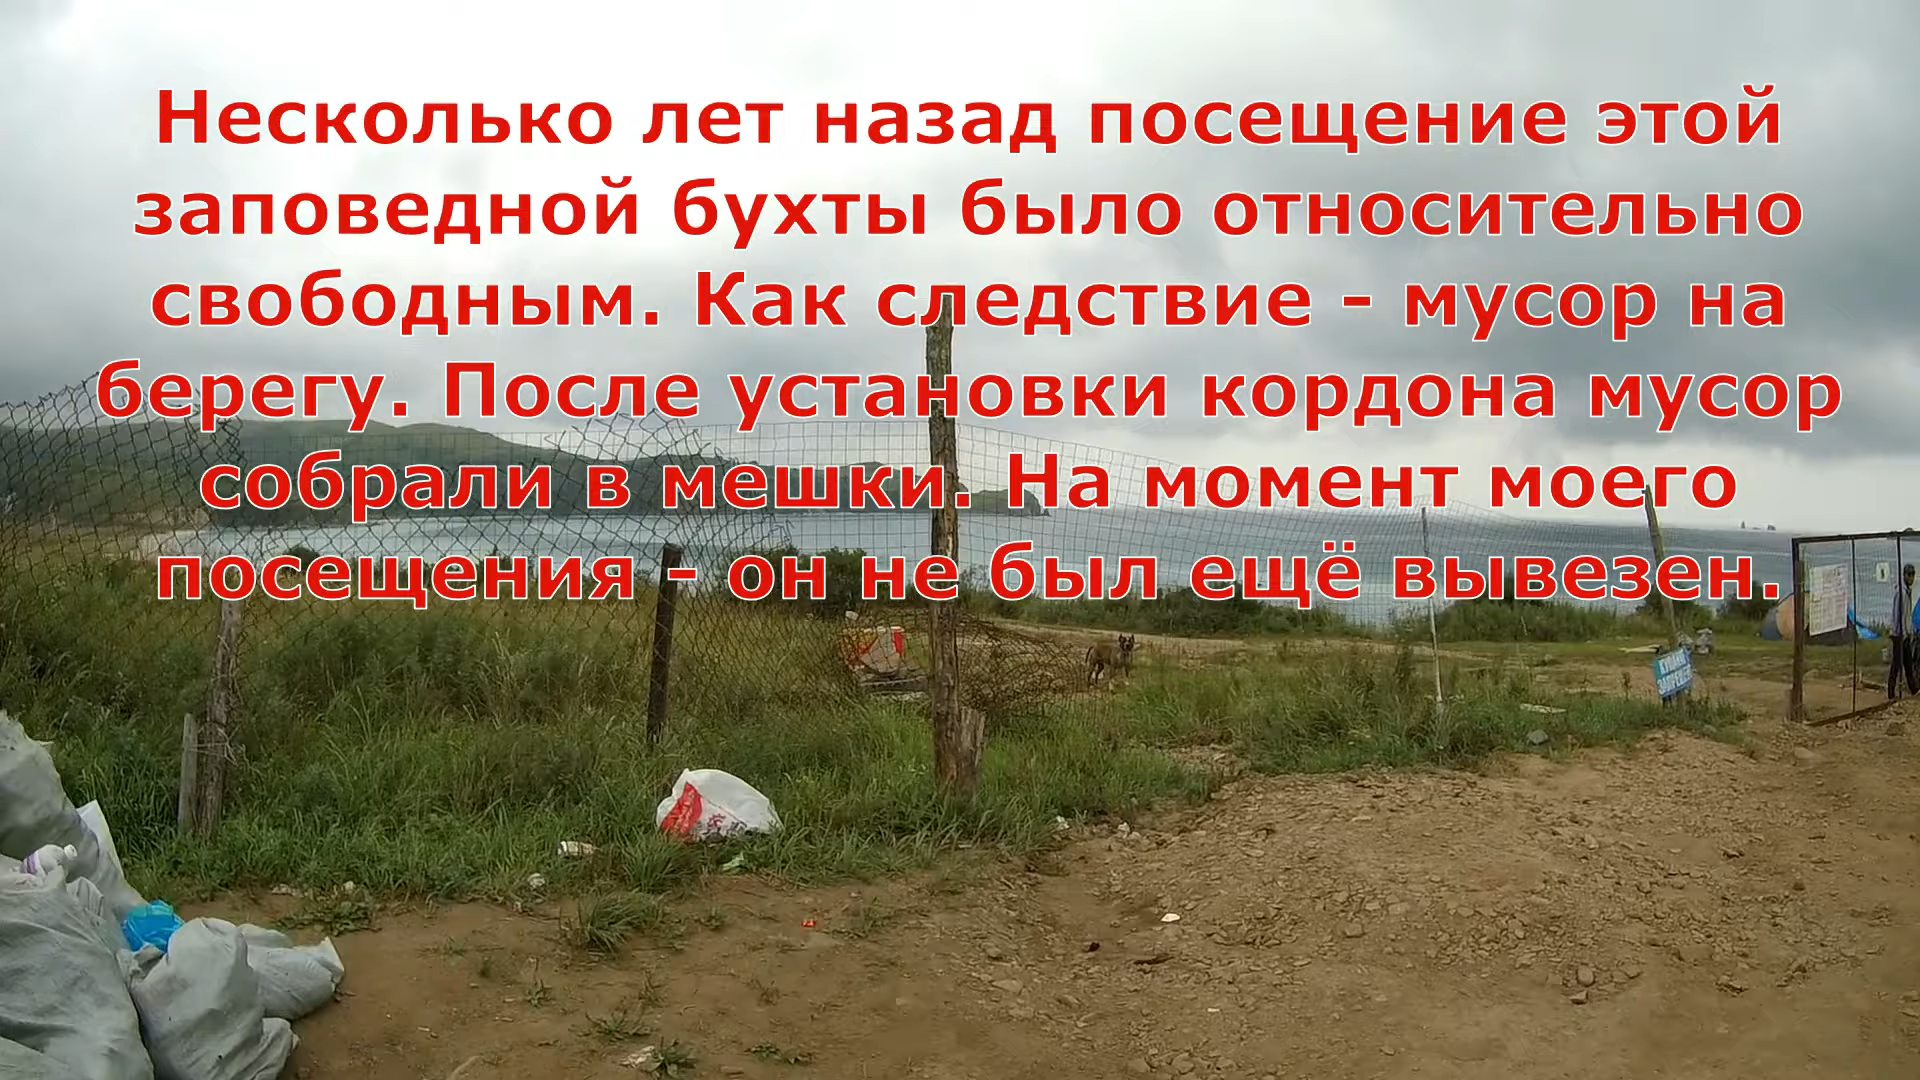 Несколько лет назад посещение этой
заповедной бухты было относительно
свободным. Как следствие - мусор на
берегу. После установки кордона мусор
собрали в мешки. На момент моего
посещения - он не был ещё вывезен.